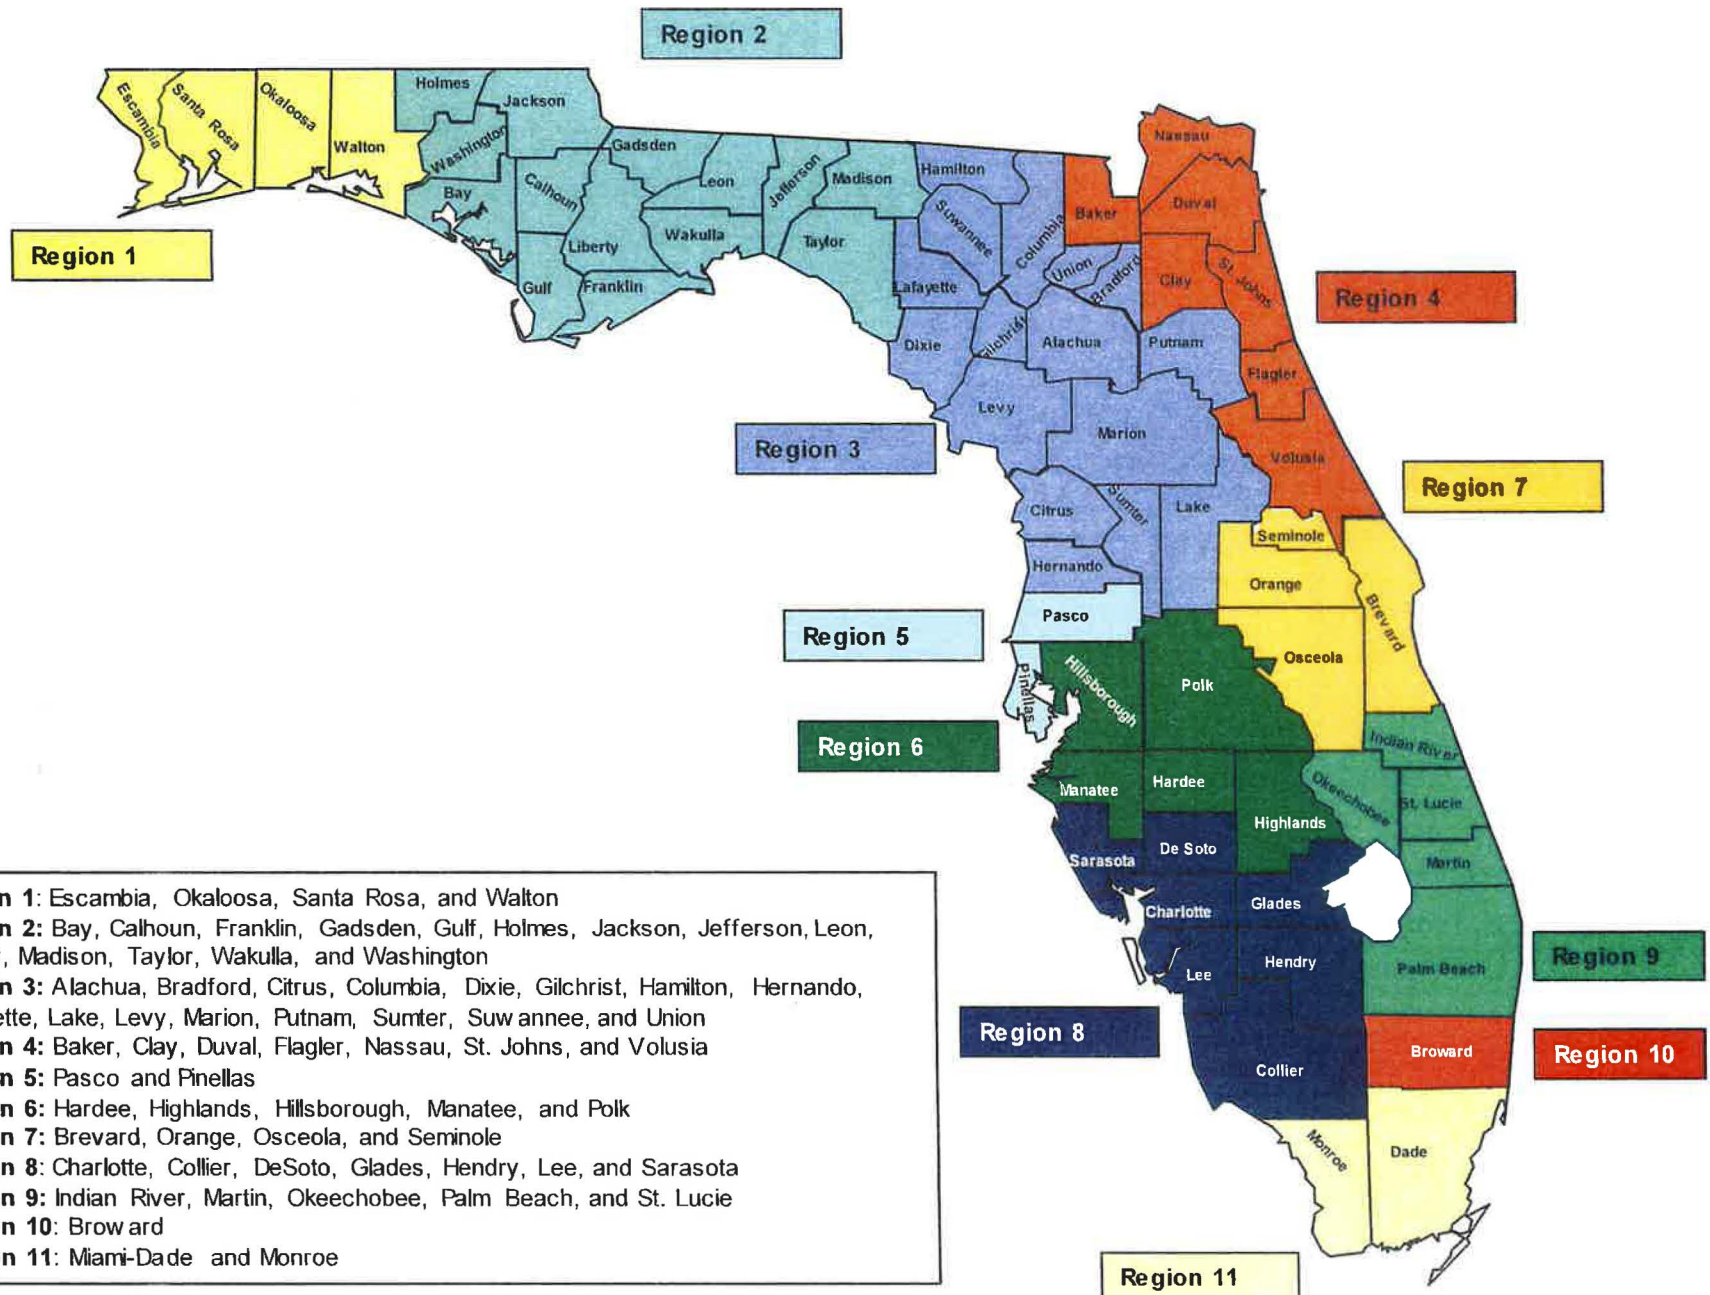 Region 2
Holmes
Jackson
Escambia
Santa Rosa
Okaloosa
Walton
Washington
Gadsden
Leon
Jefferson
Madison
Hamilton
Nassau
Bay
Calhoun
Liberty
Wakulla
Taylor
Suwannee
Columbia
Baker
Duval
Region 1
Gulf
Franklin
Lafayette
Union
Bradford
Clay
St. Johns
Region 4
Dixie
Gilchrist
Alachua
Putnam
Flagler
Region 3
Levy
Marion
Volusia
Region 7
Citrus
Sumter
Lake
Seminole
Hernando
Orange
Brevard
Region 5
Pasco
Osceola
Pinellas
Hillsborough
Polk
Region 6
Indian River
Manatee
Hardee
Highlands
Okeechobee
St. Lucie
Sarasota
De Soto
Martin
Charlotte
Glades
Lee
Hendry
Palm Beach
Region 9
Region 8
Collier
Broward
Region 10
Monroe
Dade
Region 11
n 1: Escambia, Okaloosa, Santa Rosa, and Walton
n 2: Bay, Calhoun, Franklin, Gadsden, Gulf, Holmes, Jackson, Jefferson, Leon,
, Madison, Taylor, Wakulla, and Washington
n 3: Alachua, Bradford, Citrus, Columbia, Dixie, Gilchrist, Hamilton, Hernando,
ette, Lake, Levy, Marion, Putnam, Sumter, Suwannee, and Union
n 4: Baker, Clay, Duval, Flagler, Nassau, St. Johns, and Volusia
n 5: Pasco and Pinellas
n 6: Hardee, Highlands, Hillsborough, Manatee, and Polk
n 7: Brevard, Orange, Osceola, and Seminole
n 8: Charlotte, Collier, DeSoto, Glades, Hendry, Lee, and Sarasota
n 9: Indian River, Martin, Okeechobee, Palm Beach, and St. Lucie
n 10: Broward
n 11: Miami-Dade and Monroe